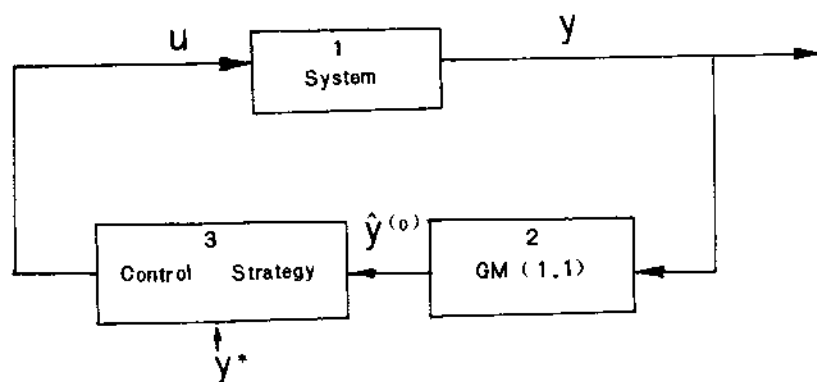 u
1
System
y
3
Control Strategy
ŷ(0)
2
GM (1.1)
y*